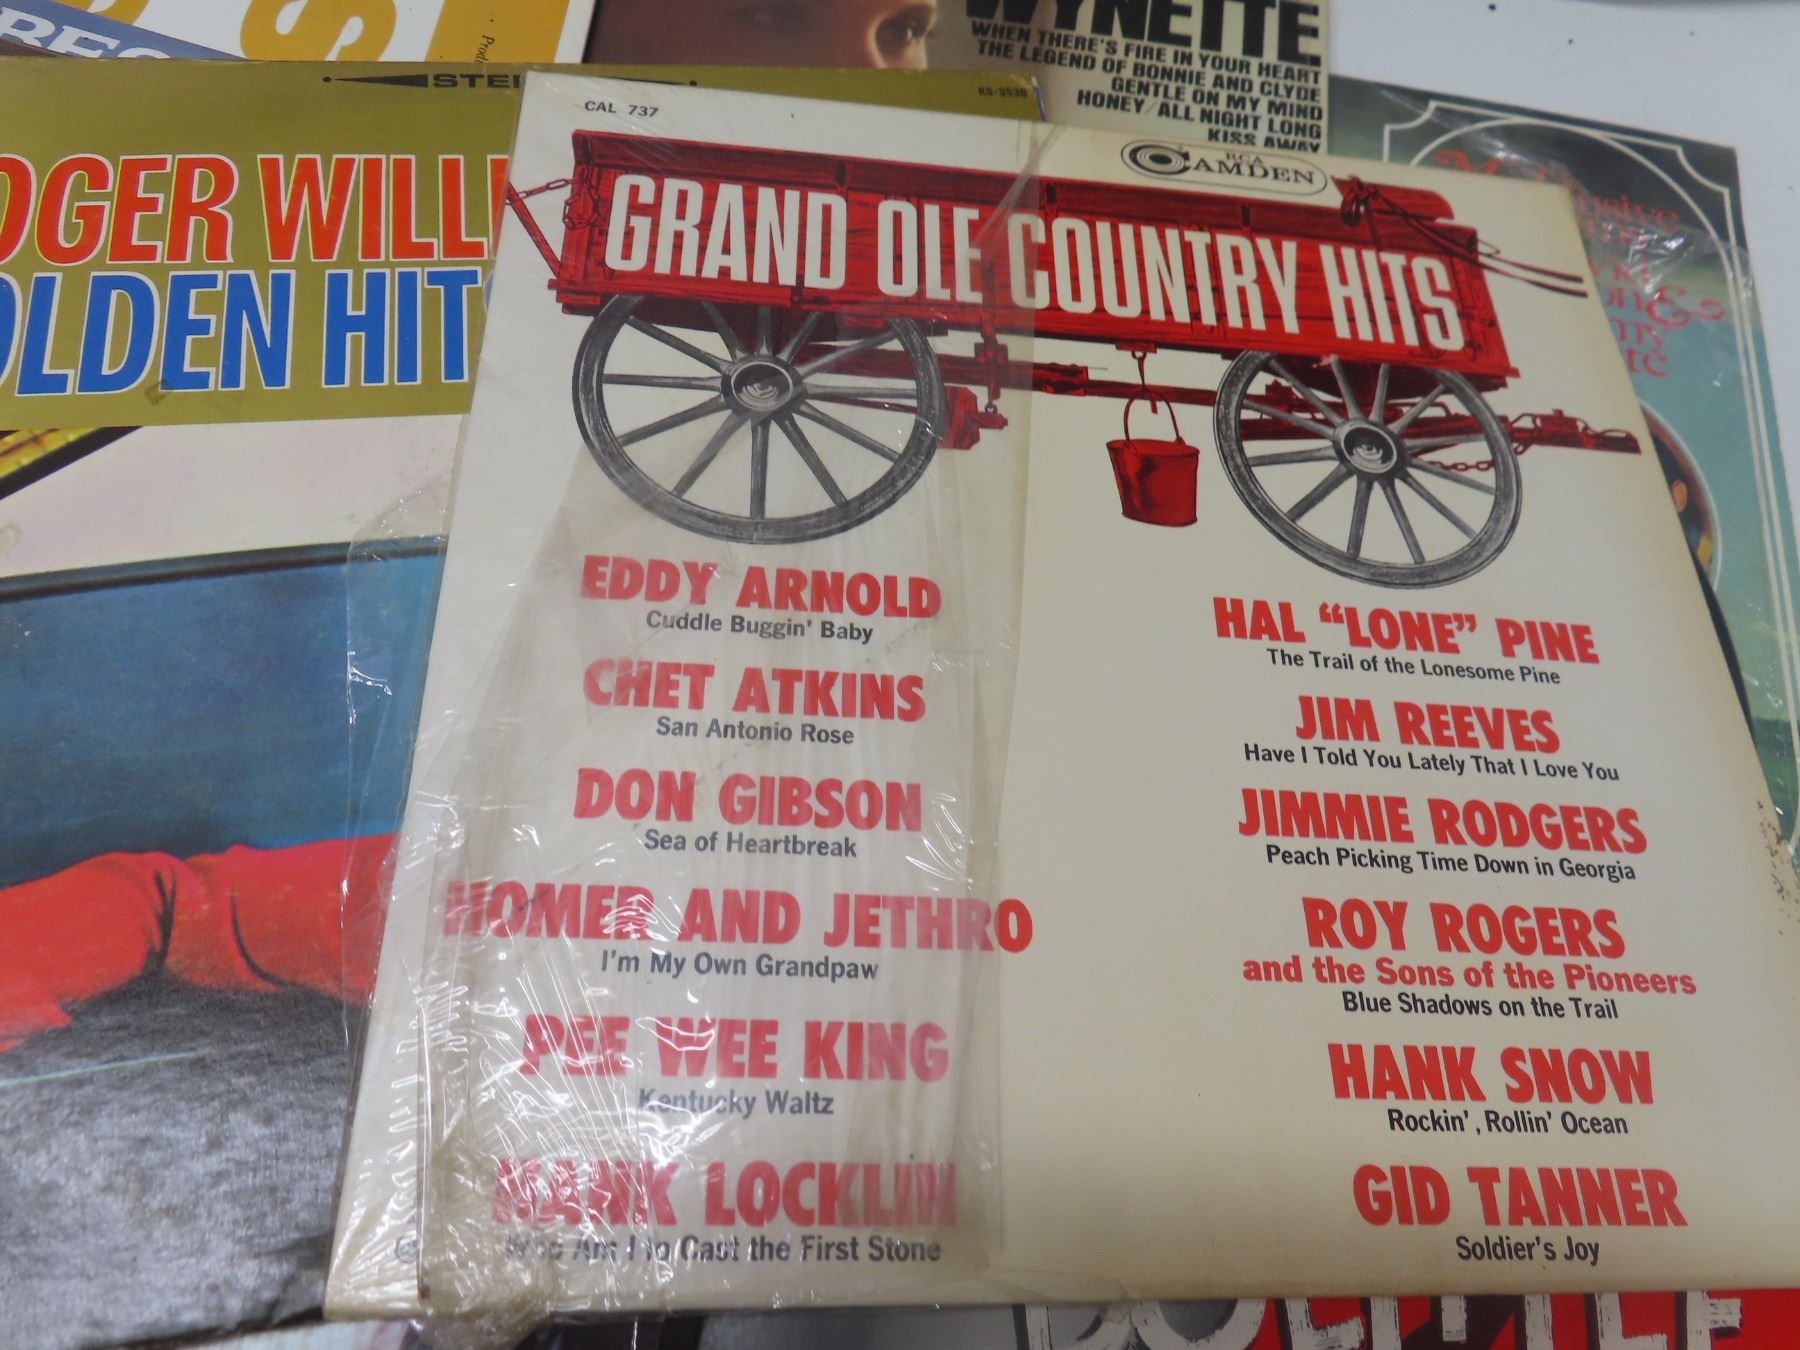 WYNETTE
WHEN THERE'S FIRE IN YOUR HEART
THE LEGEND OF BONNIE AND CLYDE
GENTLE ON MY MIND
HONEY/ALL NIGHT LONG
KISS AWAY
KS-3530
OGER WILL
OLDEN HIT
CAL 737
RCA
CAMDEN
GRAND OLE COUNTRY HITS
EDDY ARNOLD
Cuddle Buggin' Baby
CHET ATKINS
San Antonio Rose
DON GIBSON
Sea of Heartbreak
HOMER AND JETHRO
I'm My Own Grandpaw
PEE WEE KING
Kentucky Waltz
HANK LOCKLIN
Who Am I to Cast the First Stone
HAL “LONE” PINE
The Trail of the Lonesome Pine
JIM REEVES
Have I Told You Lately That I Love You
JIMMIE RODGERS
Peach Picking Time Down in Georgia
ROY ROGERS
and the Sons of the Pioneers
Blue Shadows on the Trail
HANK SNOW
Rockin', Rollin' Ocean
GID TANNER
Soldier's Joy